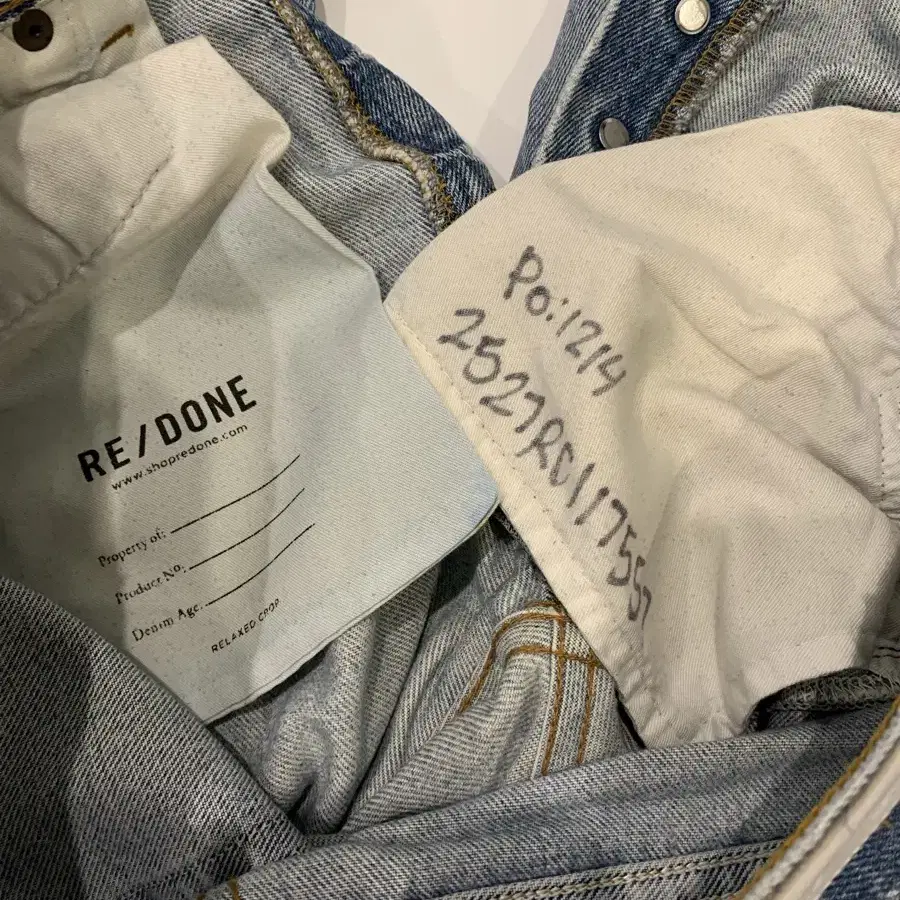 RE/DONE
www.shopredone.com
Property of:
Product No.
Denim Age:
RELAXED CROP
Po:1214
2527RC117557